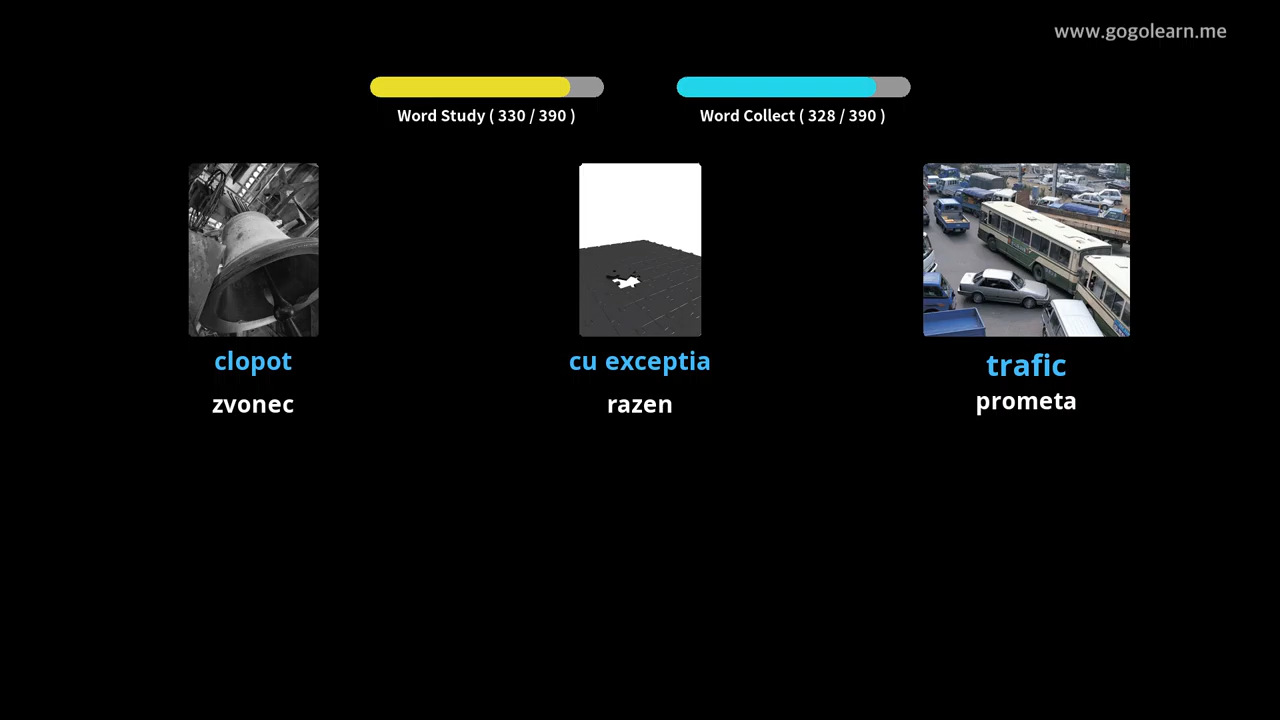 www.gogolearn.me
Word Study ( 330 / 390 )
Word Collect ( 328 / 390 )
clopot
cu exceptia
trafic
zvonec
razen
prometa